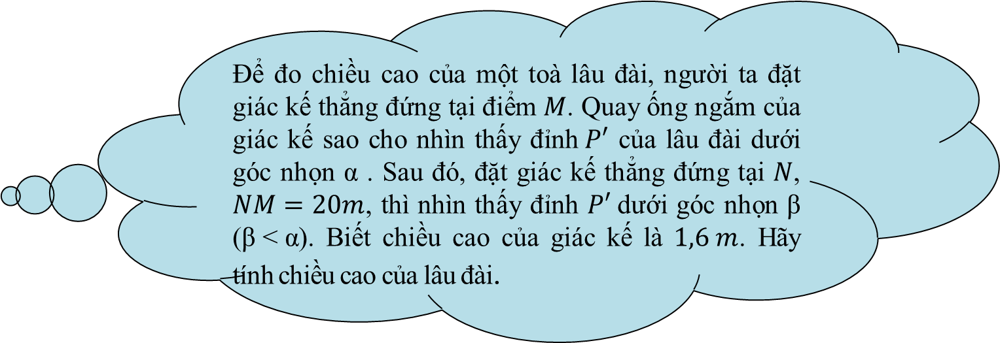 Để đo chiều cao của một toà lâu đài, người ta đặt
giác kế thẳng đứng tại điểm M. Quay ống ngắm của
giác kế sao cho nhìn thấy đỉnh P′ của lâu đài dưới
góc nhọn α . Sau đó, đặt giác kế thẳng đứng tại N,
NM = 20m, thì nhìn thấy đỉnh P′ dưới góc nhọn β
(β < α). Biết chiều cao của giác kế là 1,6 m. Hãy
tính chiều cao của lâu đài.